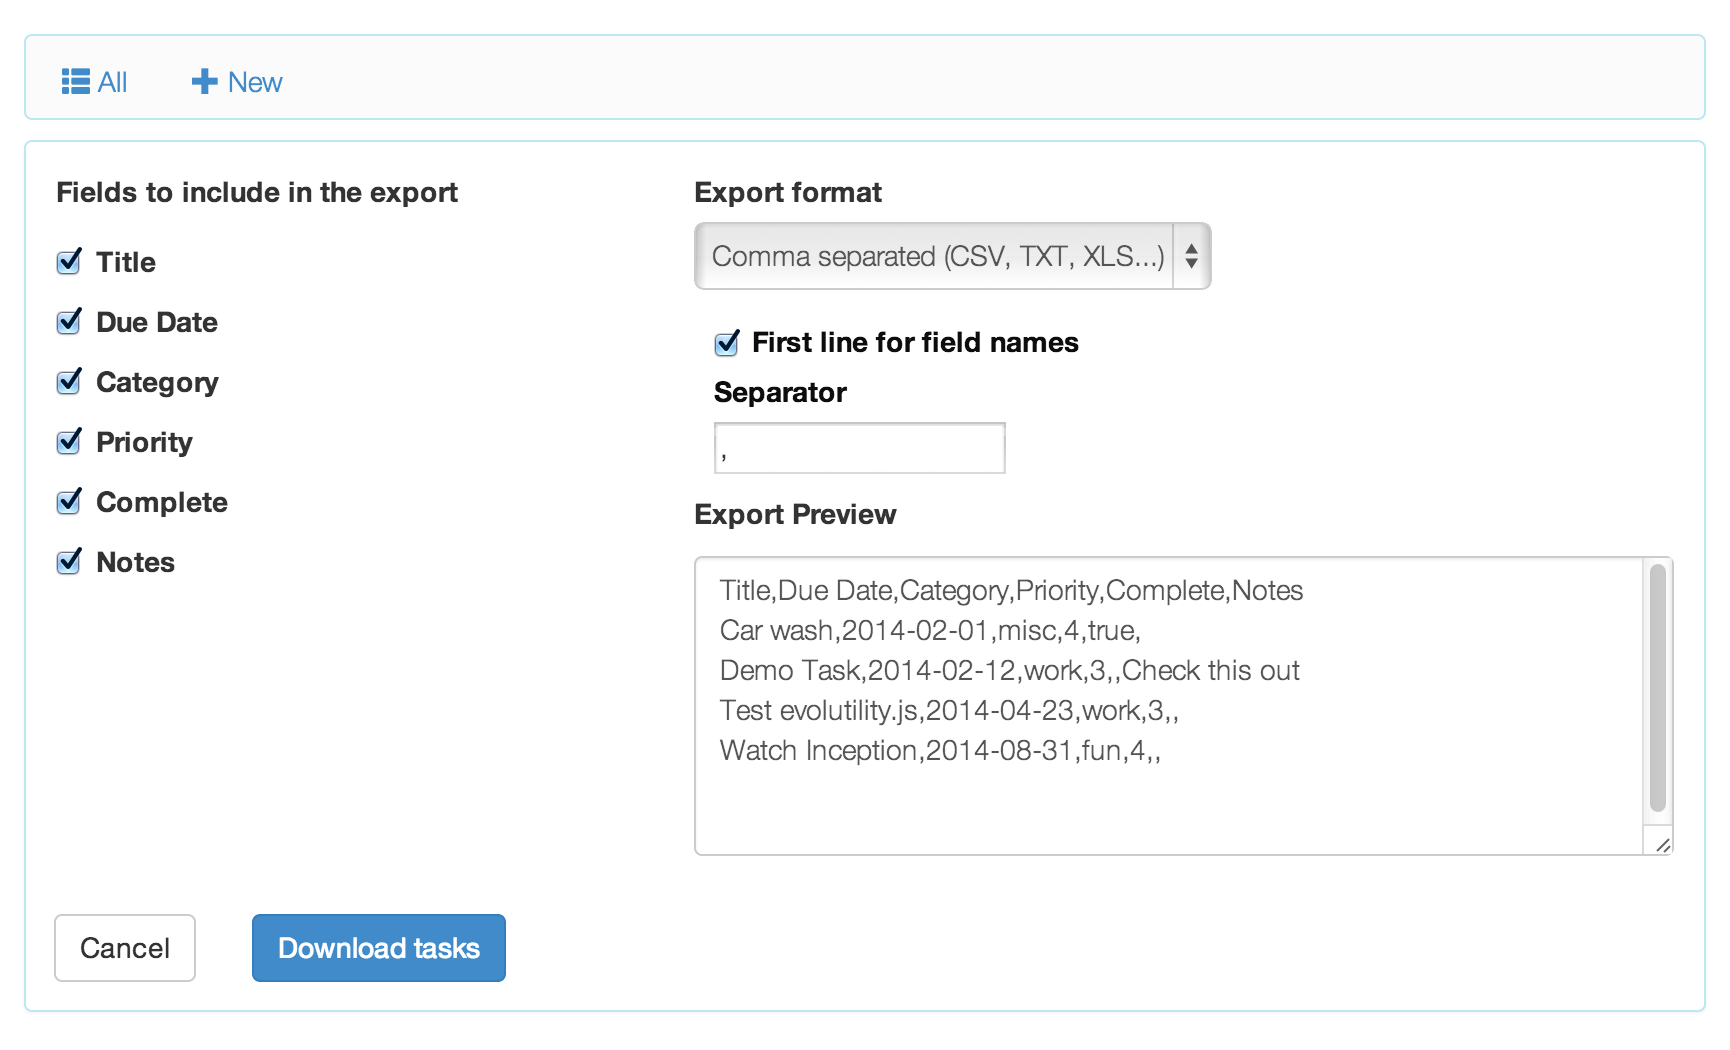 All New
Fields to include in the export
Title
Due Date
Category
Priority
Complete
Notes
Export format
Comma separated (CSV, TXT, XLS...)
First line for field names
Separator
,
Export Preview
Title,Due Date,Category,Priority,Complete,Notes
Car wash,2014-02-01,misc,4,true,
Demo Task,2014-02-12,work,3,,Check this out
Test evolutility.js,2014-04-23,work,3,,
Watch Inception,2014-08-31,fun,4,,
Cancel Download tasks